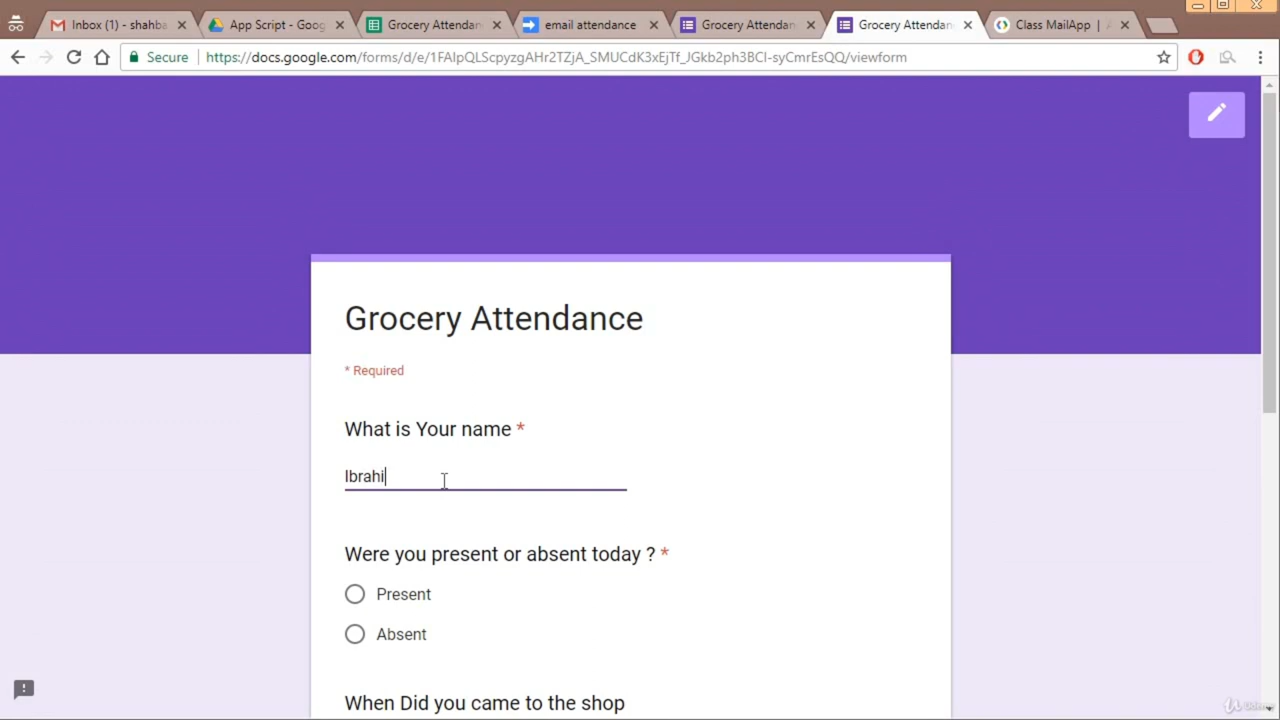 Inbox (1) - shahba
App Script - Goog
Grocery Attendan
email attendance
Grocery Attendan
Grocery Attendan
Class MailApp |
Secure
https://docs.google.com/forms/d/e/1FAIpQLScpyzgAHr2TZjA_SMUCdK3xEjTf_JGkb2ph3BCI-syCmrEsQQ/viewform
Grocery Attendance
* Required
What is Your name *
Ibrahi
Were you present or absent today ? *
Present
Absent
When Did you came to the shop
Udemy